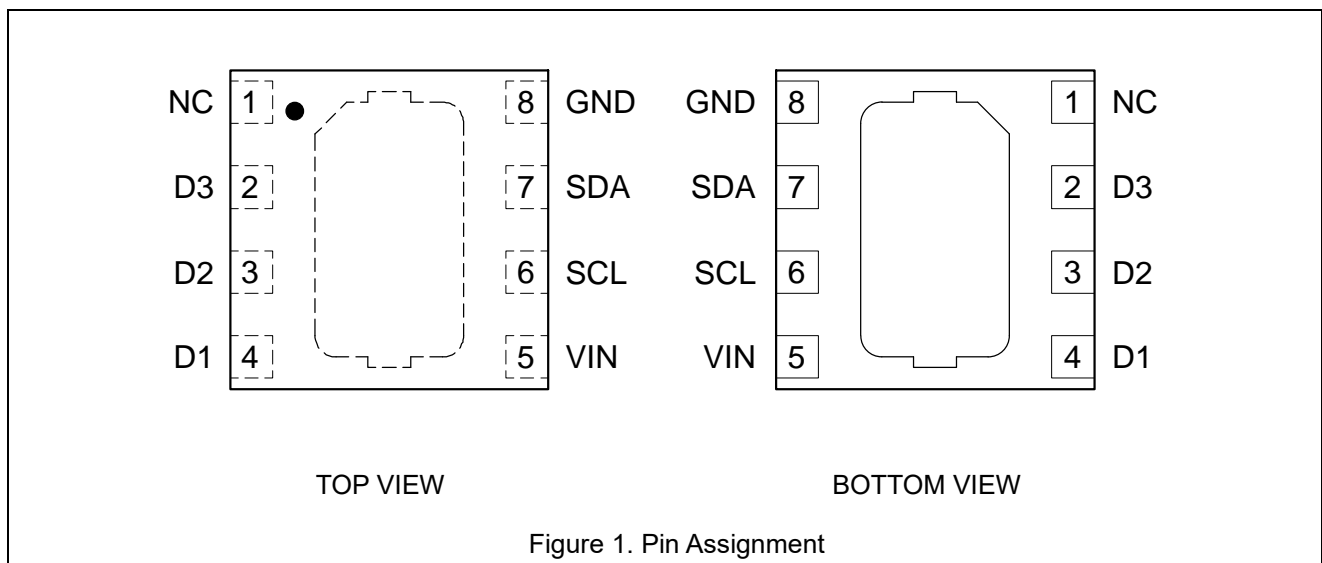 NC 1 8 GND GND 8 1 NC
D3 2 7 SDA SDA 7 2 D3
D2 3 6 SCL SCL 6 3 D2
D1 4 5 VIN VIN 5 4 D1
TOP VIEW BOTTOM VIEW
Figure 1. Pin Assignment